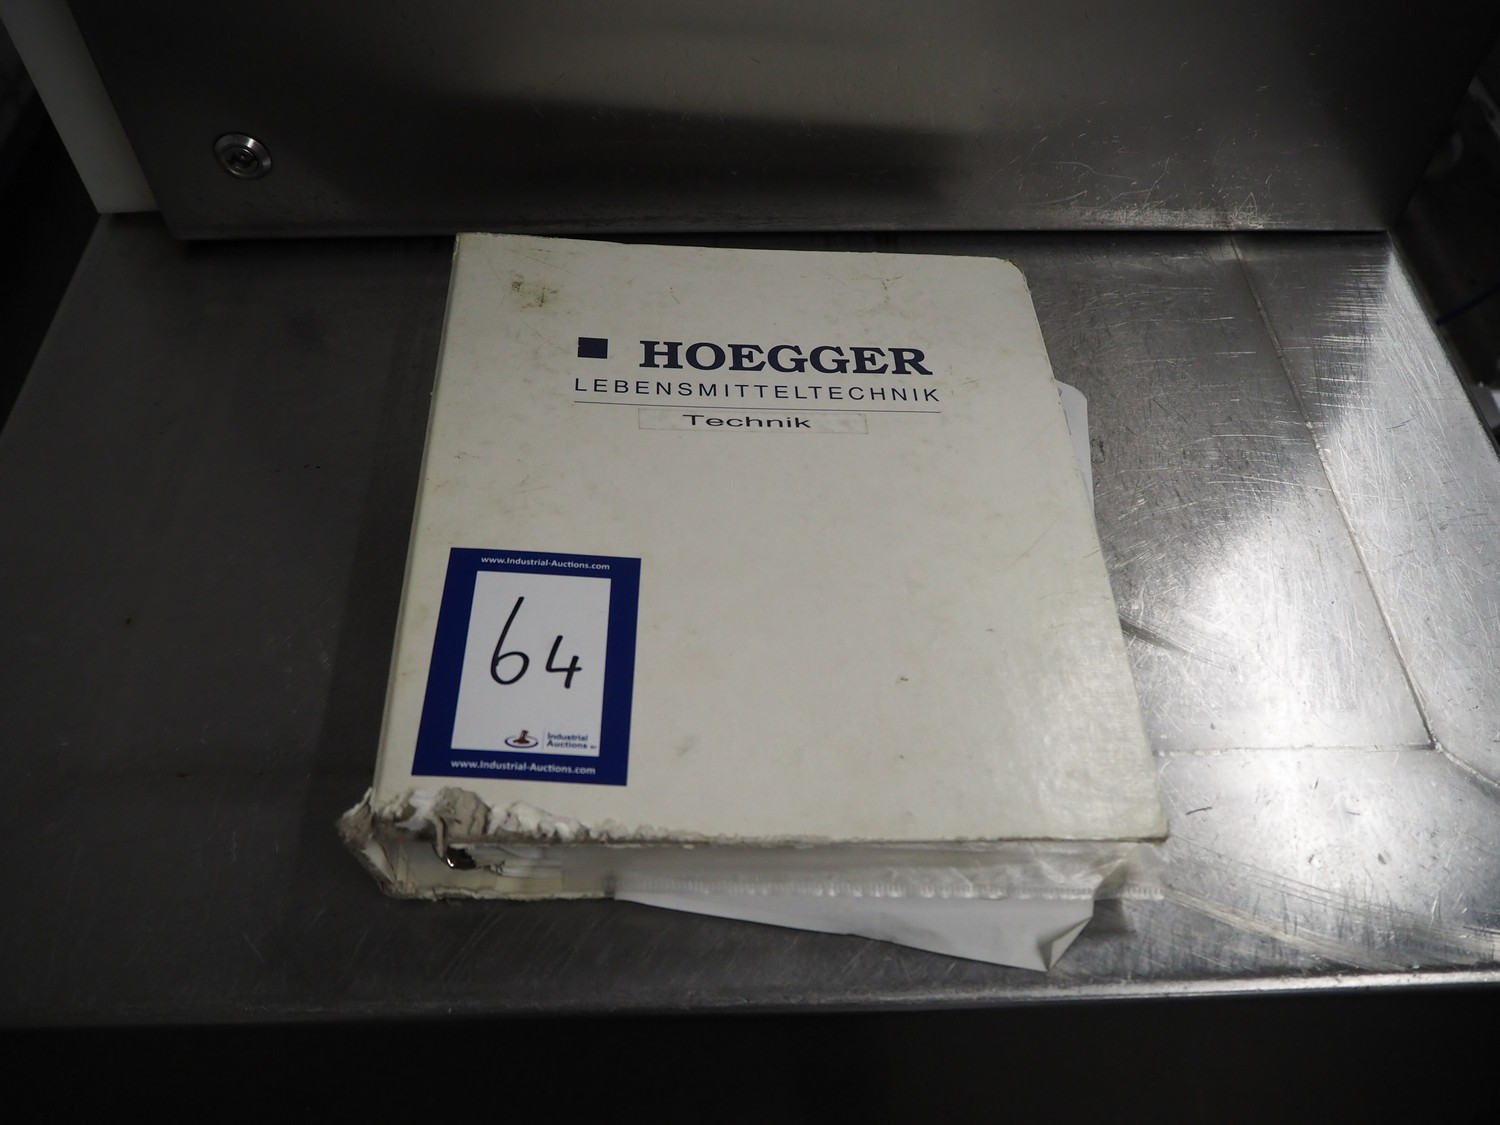 HOEGGER
LEBENSMITTELTECHNIK
Technik
www.Industrial-Auctions.com
64
Industrial
Auctions
www.Industrial-Auctions.com